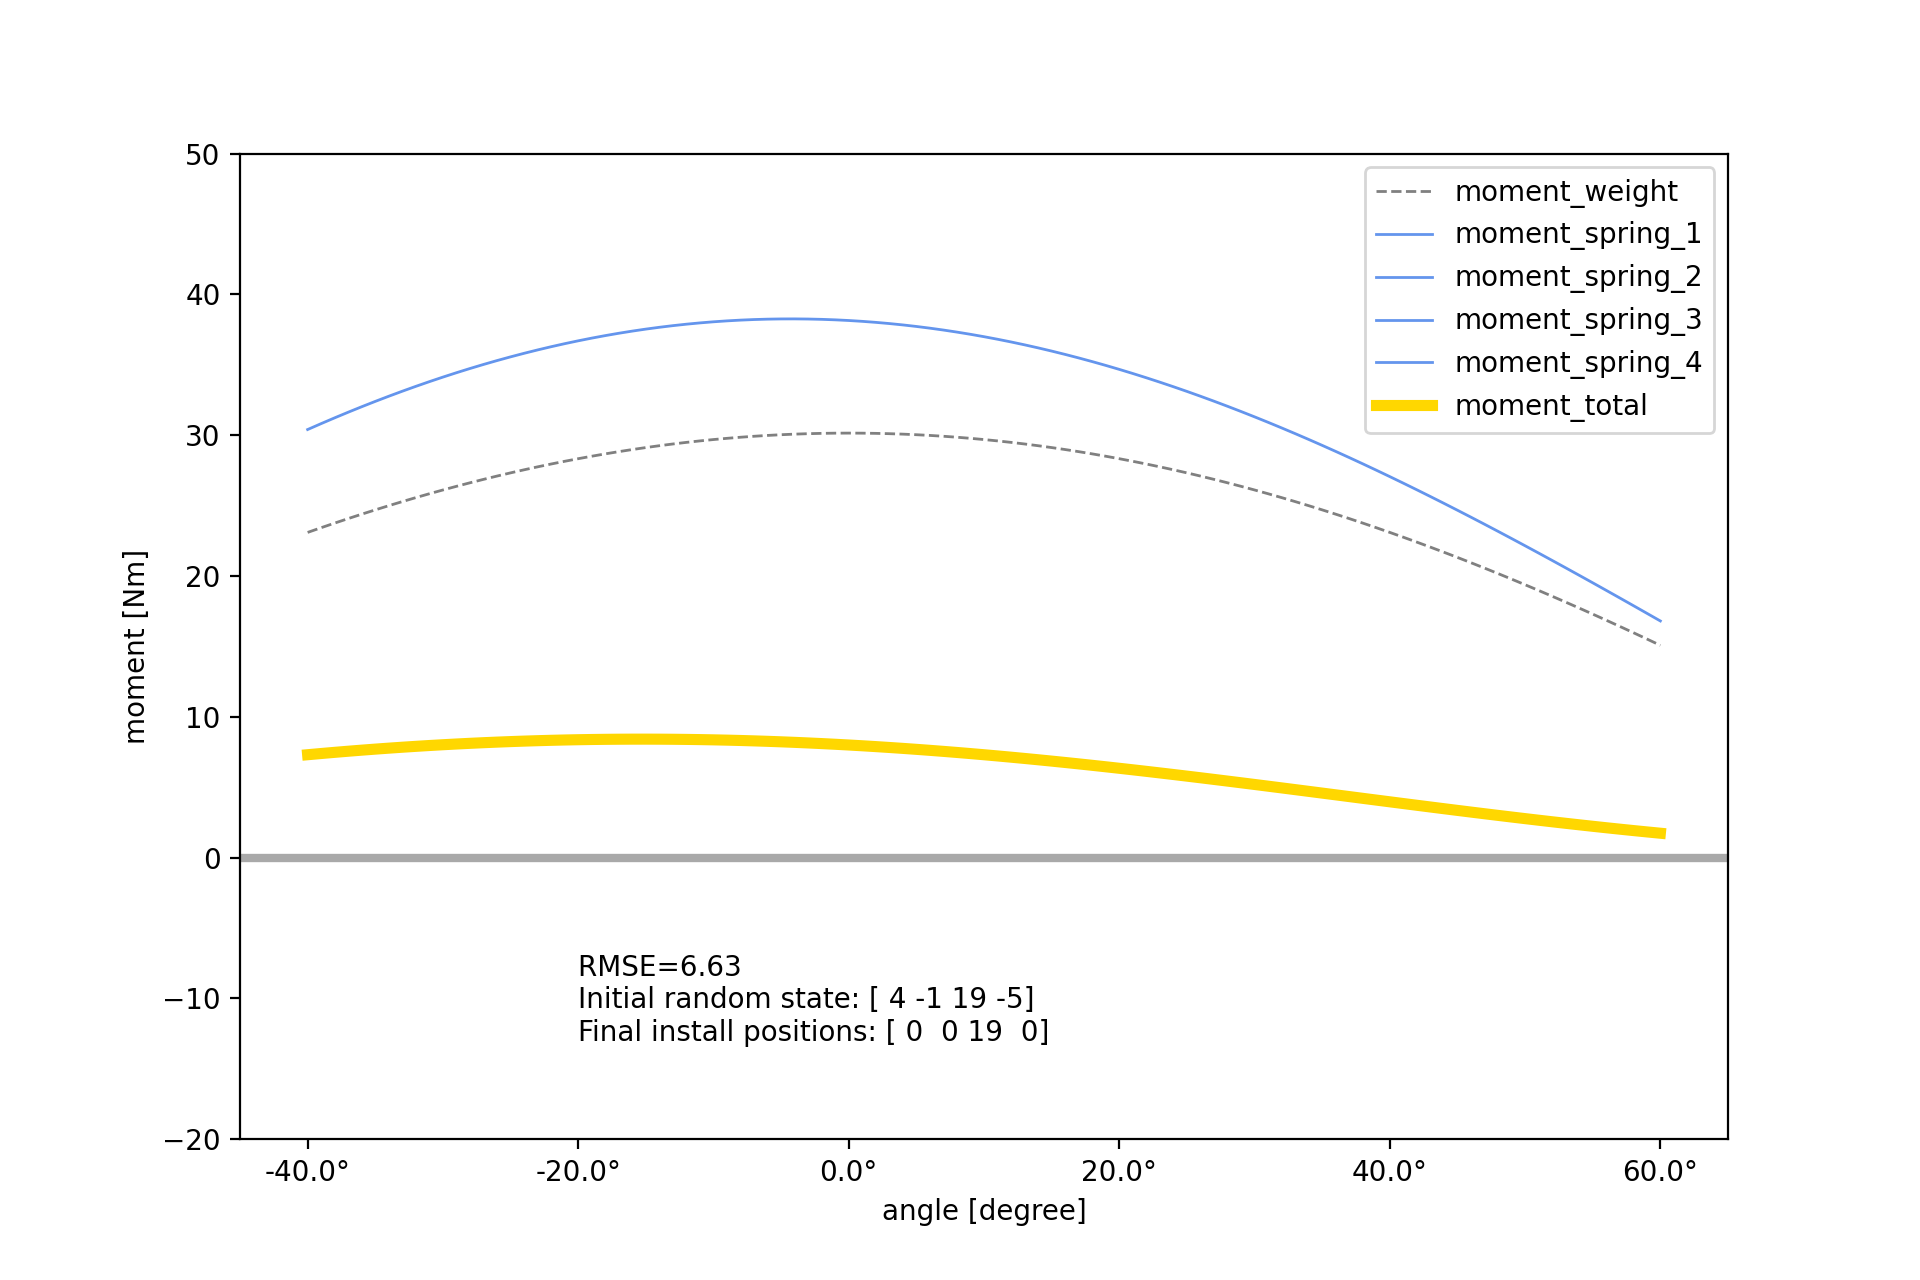 50
40
30
20
10
0
−10
−20
moment [Nm]
moment_weight
moment_spring_1
moment_spring_2
moment_spring_3
moment_spring_4
moment_total
RMSE=6.63
Initial random state: [ 4 -1 19 -5]
Final install positions: [ 0  0 19  0]
-40.0° -20.0° 0.0° 20.0° 40.0° 60.0°
angle [degree]